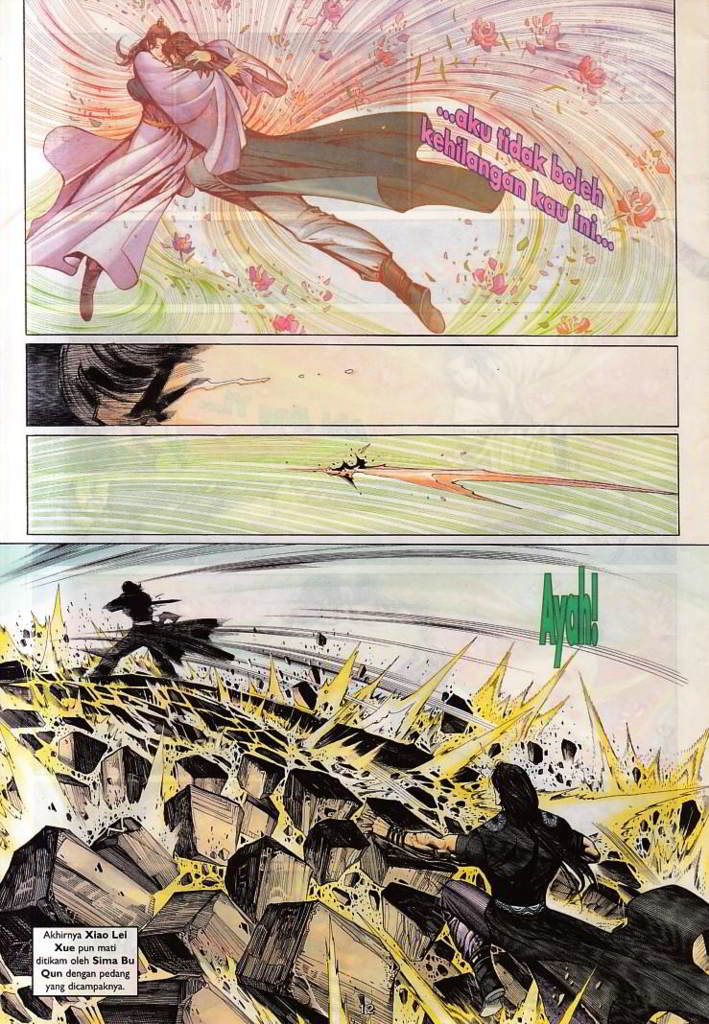 ...aku tidak boleh
kehilangan kau ini...
Ayah!
Akhirnya Xiao Lei
Xue pun mati
ditikam oleh Sima Bu
Qun dengan pedang
yang dicampaknya.
12